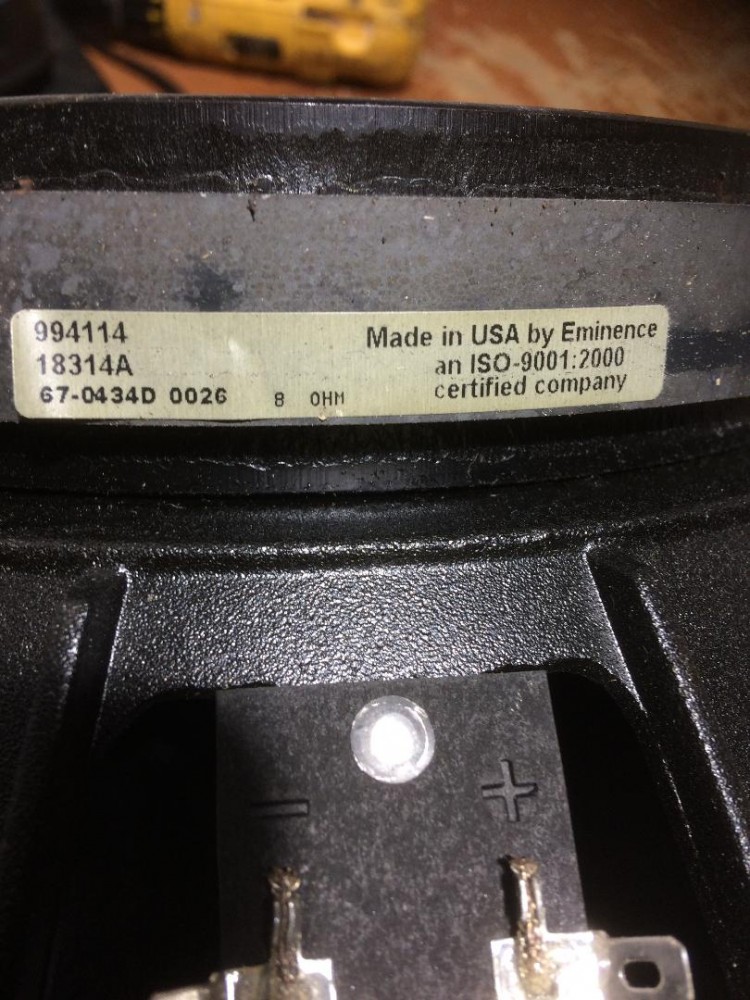 994114
18314A
67-0434D 0026 8 OHM
Made in USA by Eminence
an ISO-9001:2000
certified company
- +